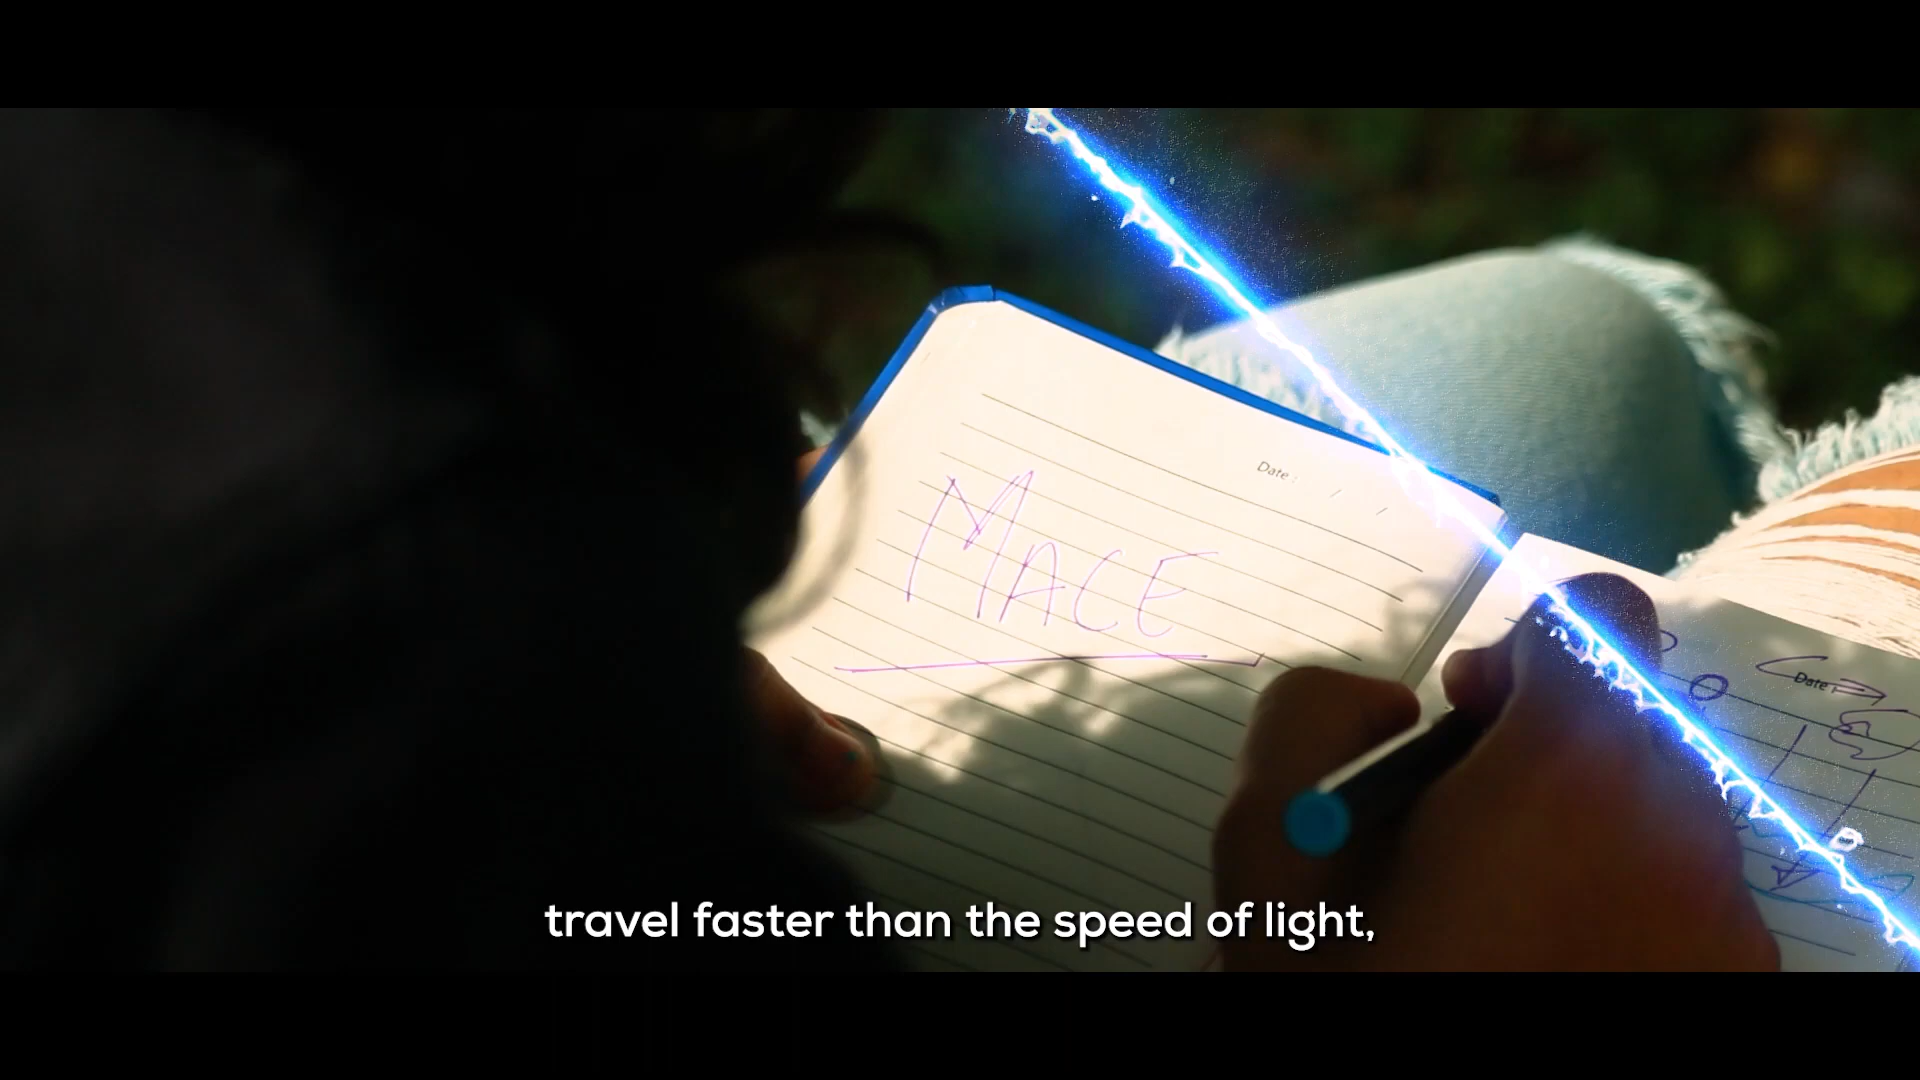 Date: / /
MACE
Date:
travel faster than the speed of light,